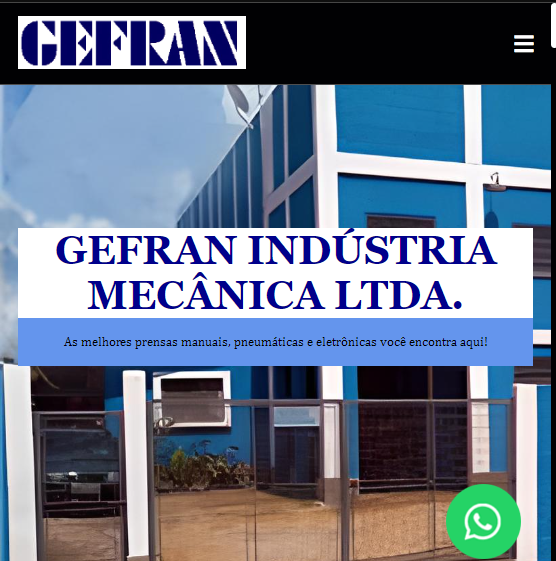 GEFRAN
GEFRAN INDÚSTRIA
MECÂNICA LTDA.
As melhores prensas manuais, pneumáticas e eletrônicas você encontra aqui!